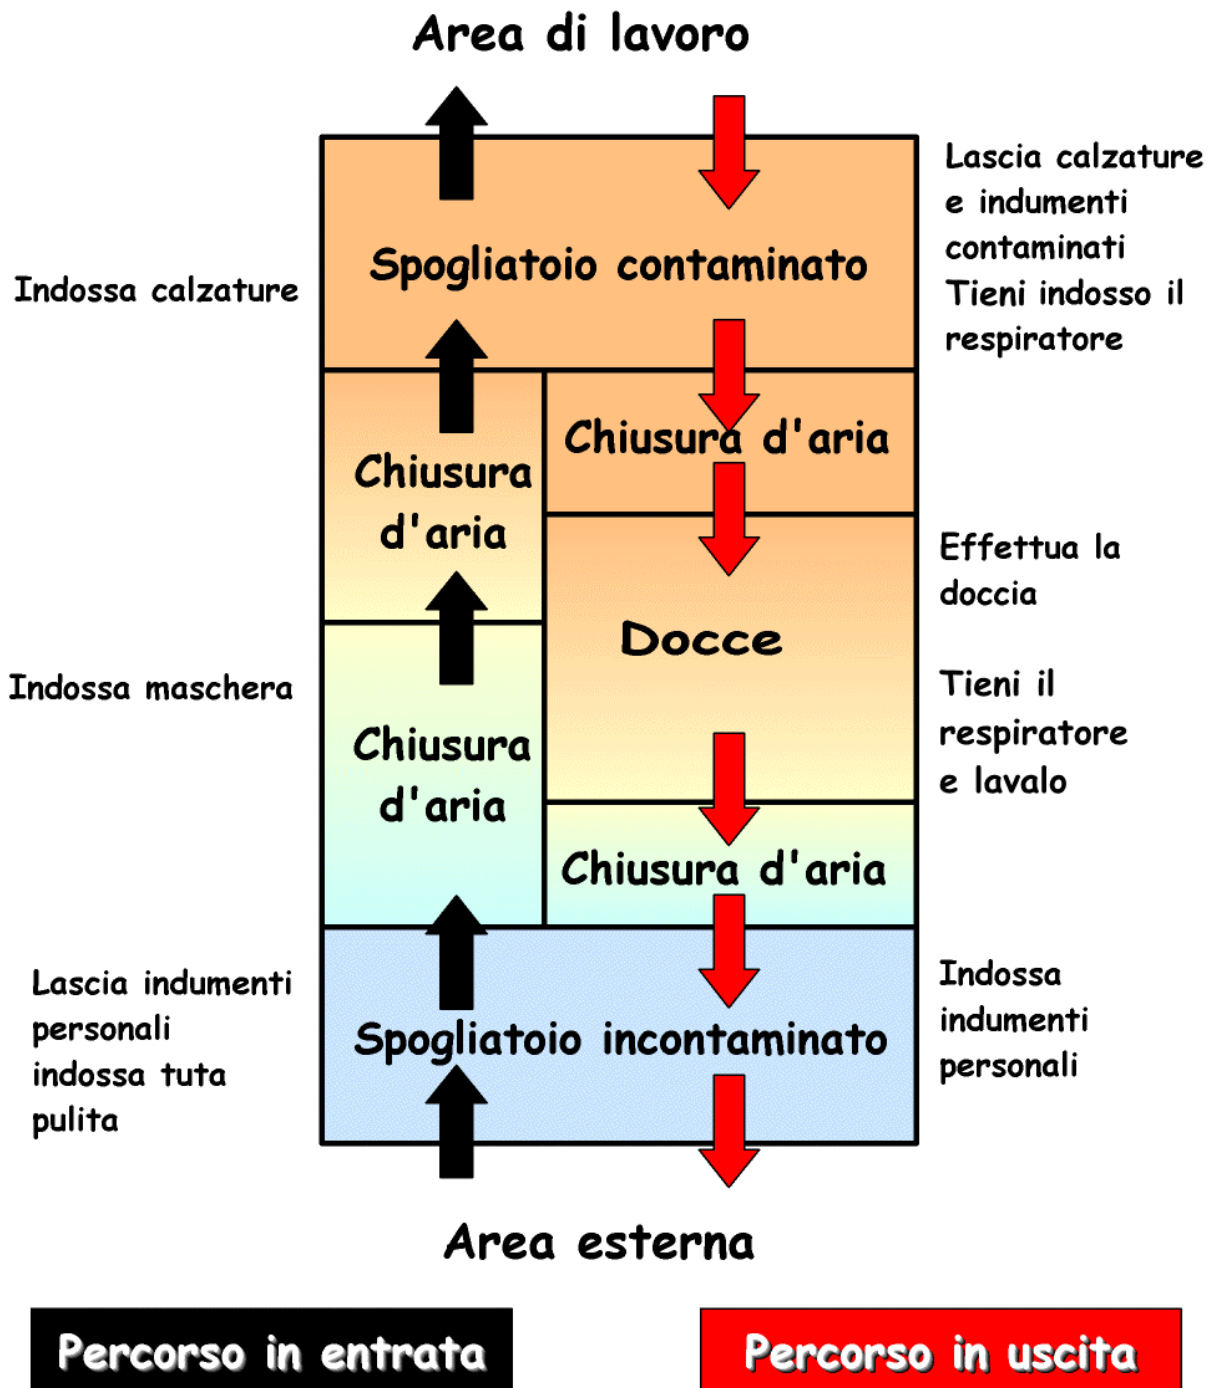 Area di lavoro
Lascia calzature
e indumenti
contaminati
Tieni indosso il
respiratore
Spogliatoio contaminato
Indossa calzature
Chiusura d'aria
Chiusura
d'aria
Effettua la
doccia
Docce
Tieni il
respiratore
e lavalo
Indossa maschera
Chiusura
d'aria
Chiusura d'aria
Lascia indumenti
personali
indossa tuta
pulita
Spogliatoio incontaminato
Indossa
indumenti
personali
Area esterna
Percorso in entrata
Percorso in uscita